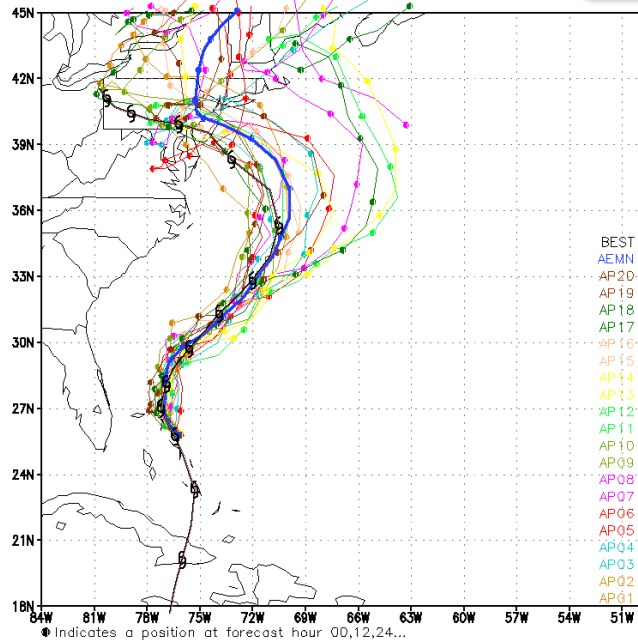 45N
42N
39N
36N
33N
30N
27N
24N
21N
18N
BEST
AEMN
AP20
AP19
AP18
AP17
AP16
AP15
AP14
AP13
AP12
AP11
AP10
AP09
AP08
AP07
AP06
AP05
AP04
AP03
AP02
AP01
84W 81W 78W 75W 72W 69W 66W 63W 60W 57W 54W 51W
Indicates a position at forecast hour 00,12,24...